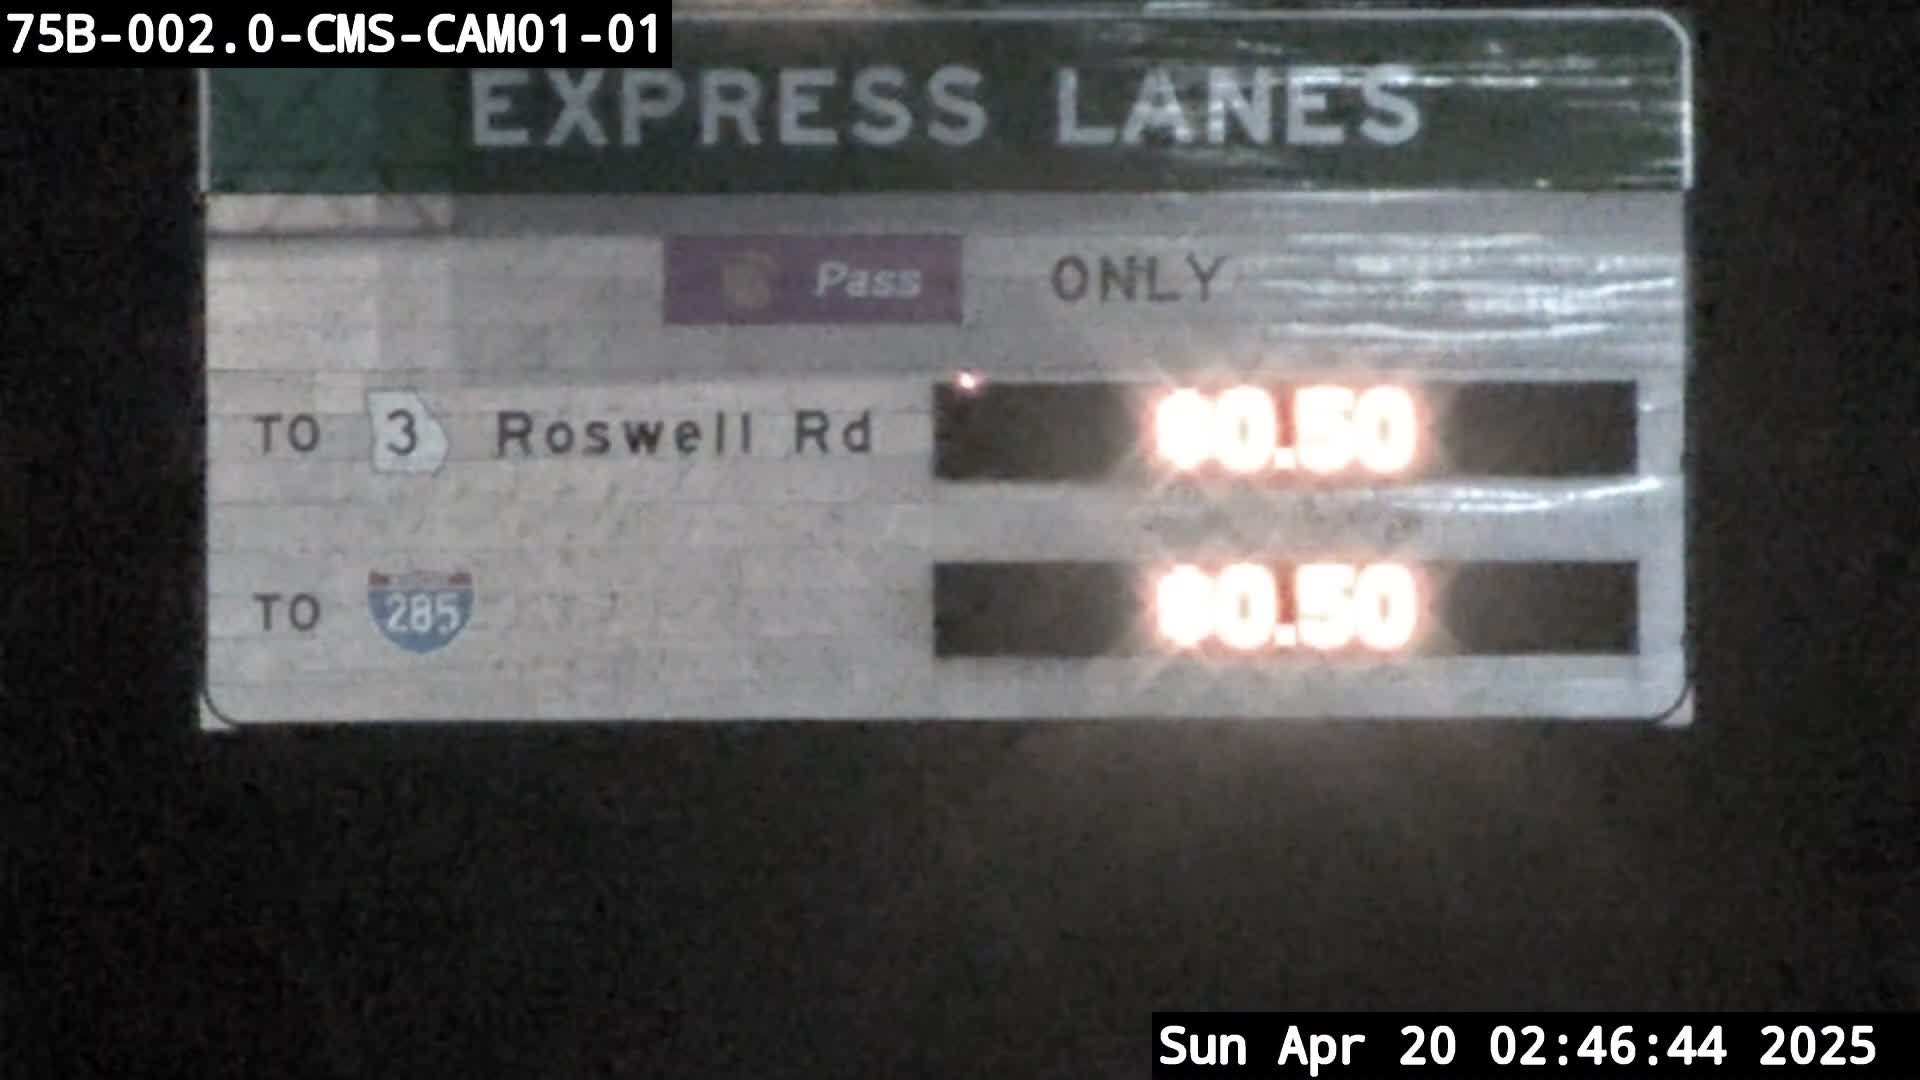 75B-002.0-CMS-CAM01-01
EXPRESS LANES
Pass ONLY
TO 3 Roswell Rd $0.50
TO 285 $0.50
Sun Apr 20 02:46:44 2025